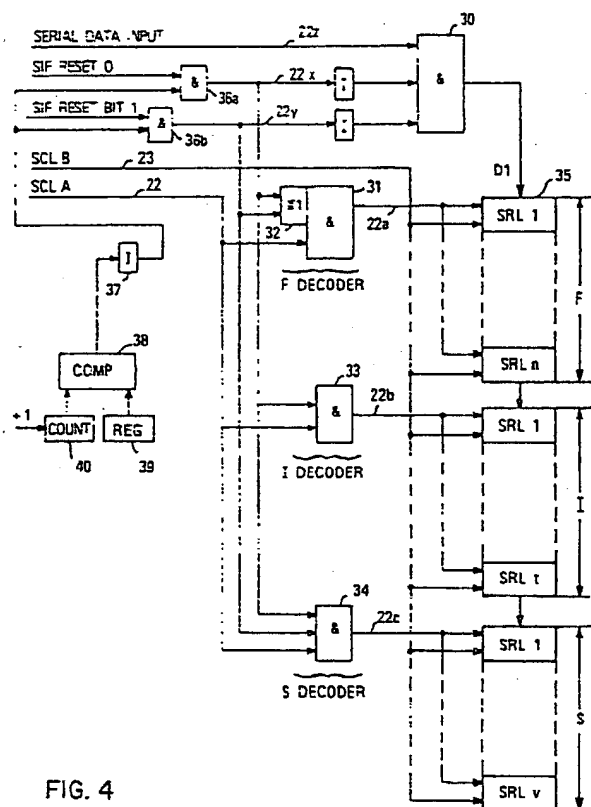 30
SERIAL DATA INPUT
22z
&
SIF RESET 0
&
36a
22x
SIF RESET BIT 1
&
36b
22y
SCL B
23
SCL A
22
D1
31
35
≥1
32
&
22a
SRL 1
F DECODER
F
37
38
COMP
+1
COUNT
40
REG
39
SRL n
33
&
22b
SRL 1
I DECODER
I
SRL t
34
&
22c
SRL 1
S DECODER
S
SRL v
FIG. 4